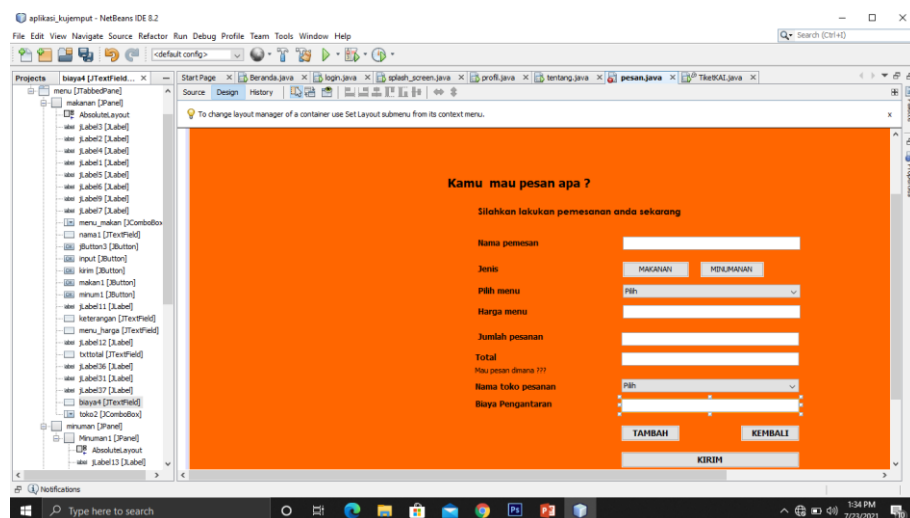 aplikasi_kujemput - NetBeans IDE 8.2
File Edit View Navigate Source Refactor Run Debug Profile Team Tools Window Help
Search (Ctrl+I)
<default config>
Projects biaya4 [JTextField... Start Page Beranda.java login.java splash_screen.java profil.java tentang.java pesan.java TiketKAI.java
Source Design History
To change layout manager of a container use Set Layout submenu from its context menu.
menu [JTabbedPane]
makanan [JPanel]
AbsoluteLayout
jLabel3 [JLabel]
jLabel2 [JLabel]
jLabel4 [JLabel]
jLabel1 [JLabel]
jLabel5 [JLabel]
jLabel6 [JLabel]
jLabel9 [JLabel]
jLabel7 [JLabel]
menu_makan [JComboBox
nama1 [JTextField]
jButton3 [JButton]
input [JButton]
kirim [JButton]
makan1 [JButton]
minum1 [JButton]
jLabel11 [JLabel]
keterangan [JTextField]
menu_harga [JTextField]
jLabel12 [JLabel]
txttotal [JTextField]
jLabel36 [JLabel]
jLabel31 [JLabel]
jLabel37 [JLabel]
biaya4 [JTextField]
toko2 [JComboBox]
minuman [JPanel]
Minuman1 [JPanel]
AbsoluteLayout
jLabel13 [JLabel]
Kamu mau pesan apa ?
Silahkan lakukan pemesanan anda sekarang
Nama pemesan
Jenis MAKANAN MINUMANAN
Pilih menu Pilih
Harga menu
Jumlah pesanan
Total
Mau pesan dimana ???
Nama toko pesanan Pilih
Biaya Pengantaran
TAMBAH KEMBALI
KIRIM
Notifications
Type here to search
1:34 PM
7/23/2021